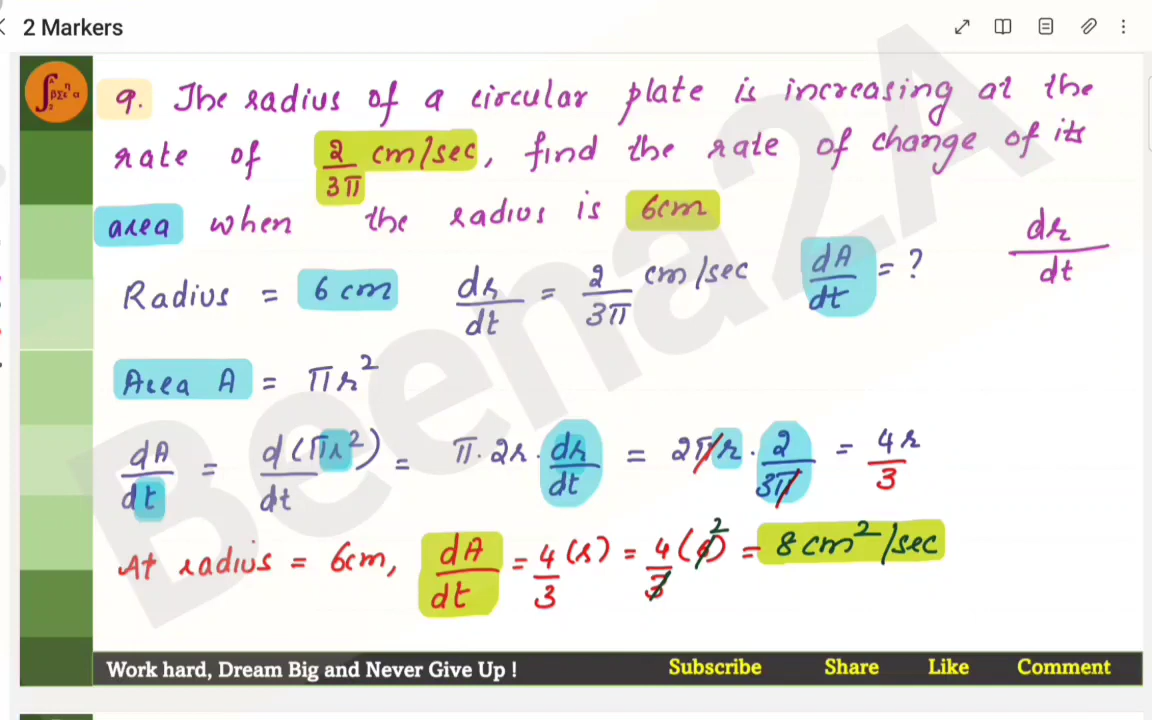 2 Markers
9. The radius of a circular plate is increasing at the
rate of 2/3π cm/sec, find the rate of change of its
area when the radius is 6cm
dr/dt
Radius = 6 cm dr/dt = 2/3π cm/sec dA/dt = ?
Area A = πr²
dA/dt = d(πr²)/dt = π · 2r · dr/dt = 2πr · 2/3π = 4r/3
At radius = 6cm, dA/dt = 4/3 (r) = 4/3 (6) 2 = 8 cm²/sec
Work hard, Dream Big and Never Give Up ! Subscribe Share Like Comment
Beena2A